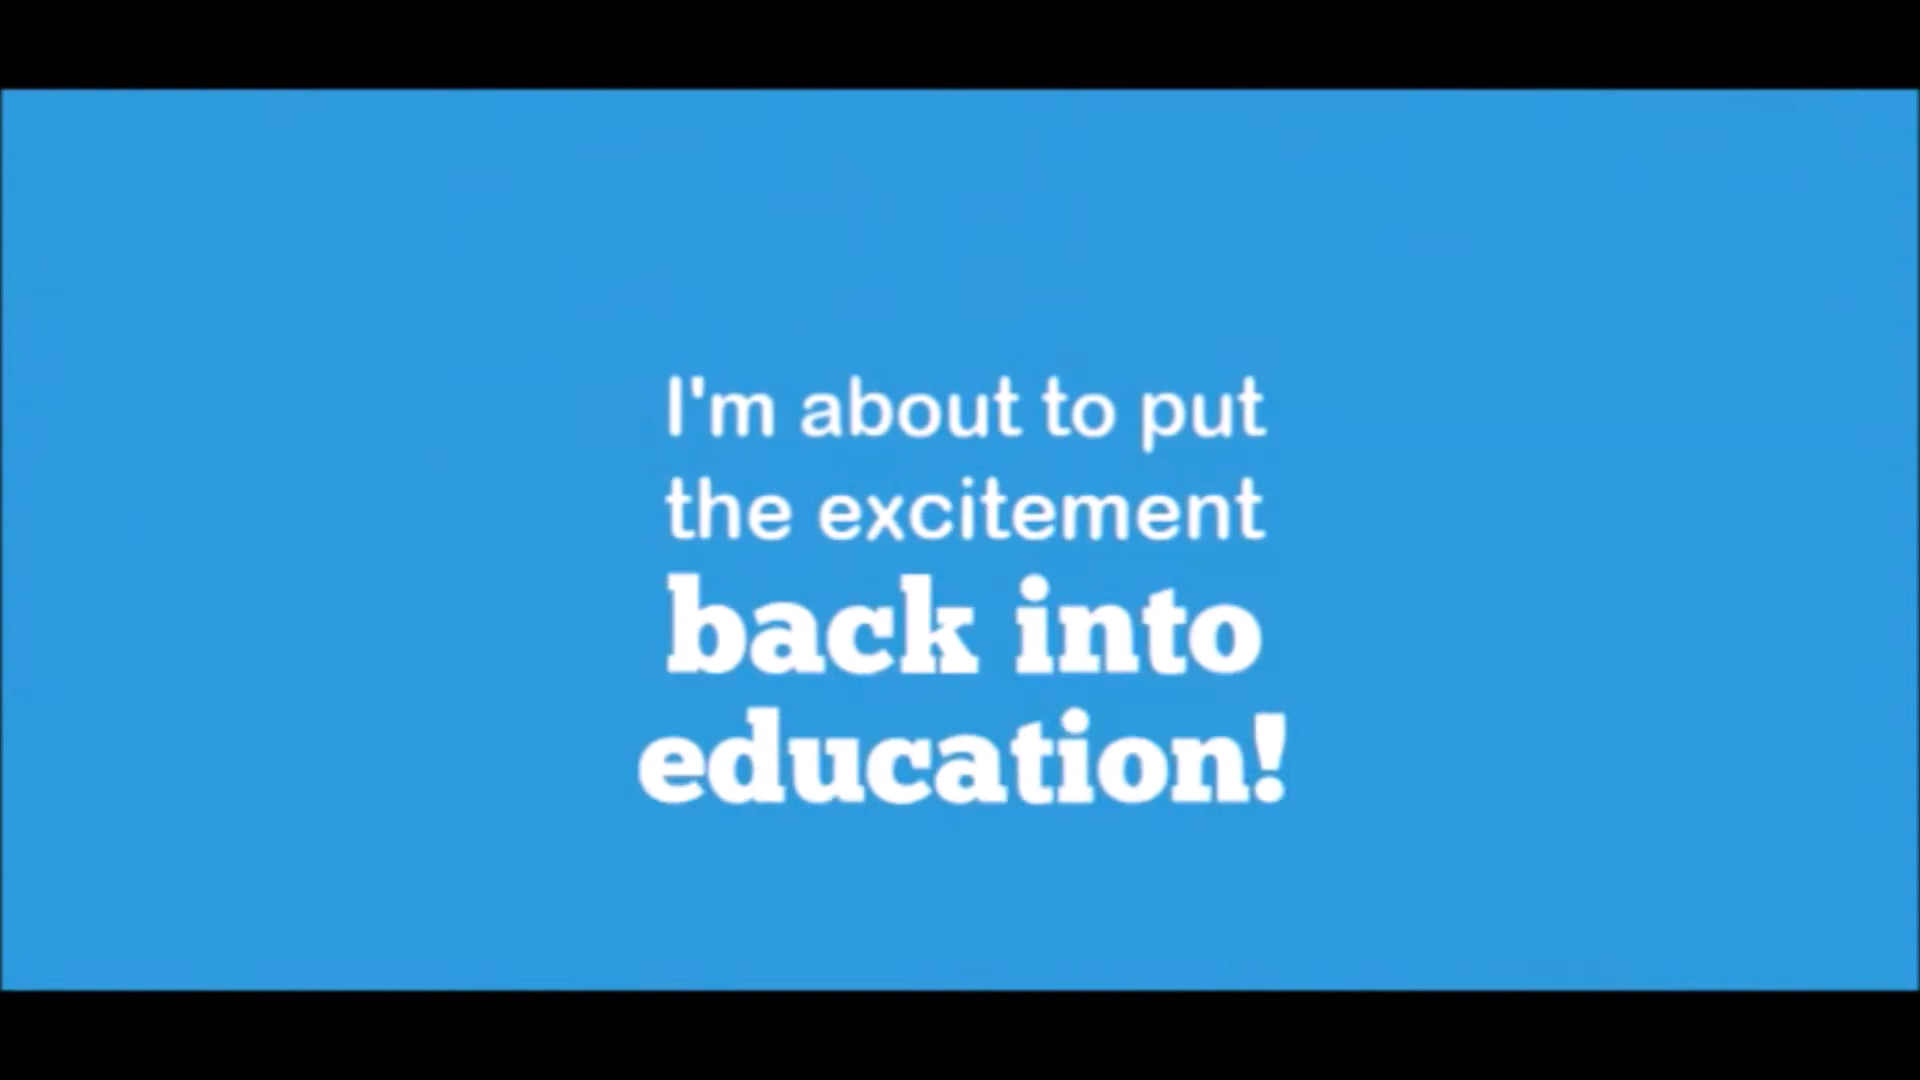 I'm about to put
the excitement
back into
education!